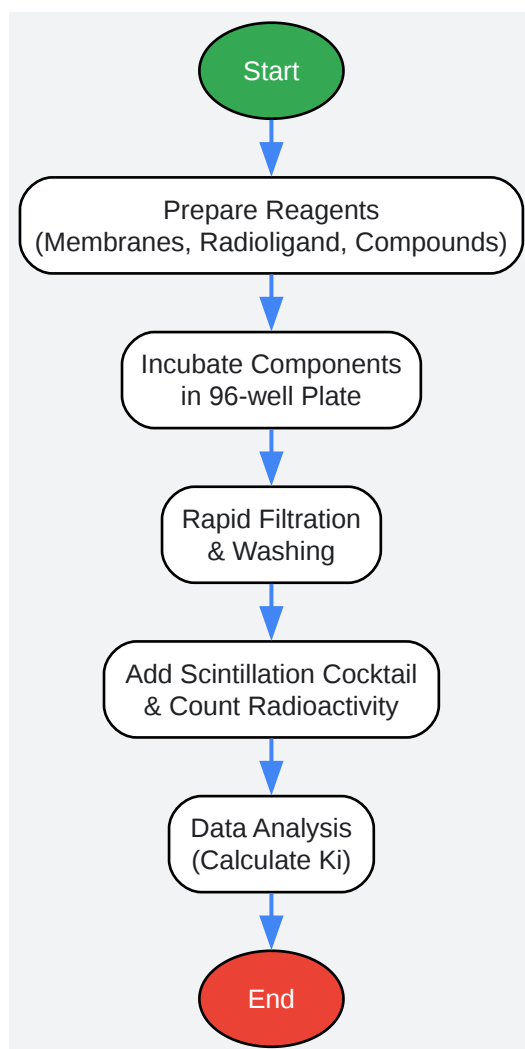 Start
Prepare Reagents
(Membranes, Radioligand, Compounds)
Incubate Components
in 96-well Plate
Rapid Filtration
& Washing
Add Scintillation Cocktail
& Count Radioactivity
Data Analysis
(Calculate Ki)
End